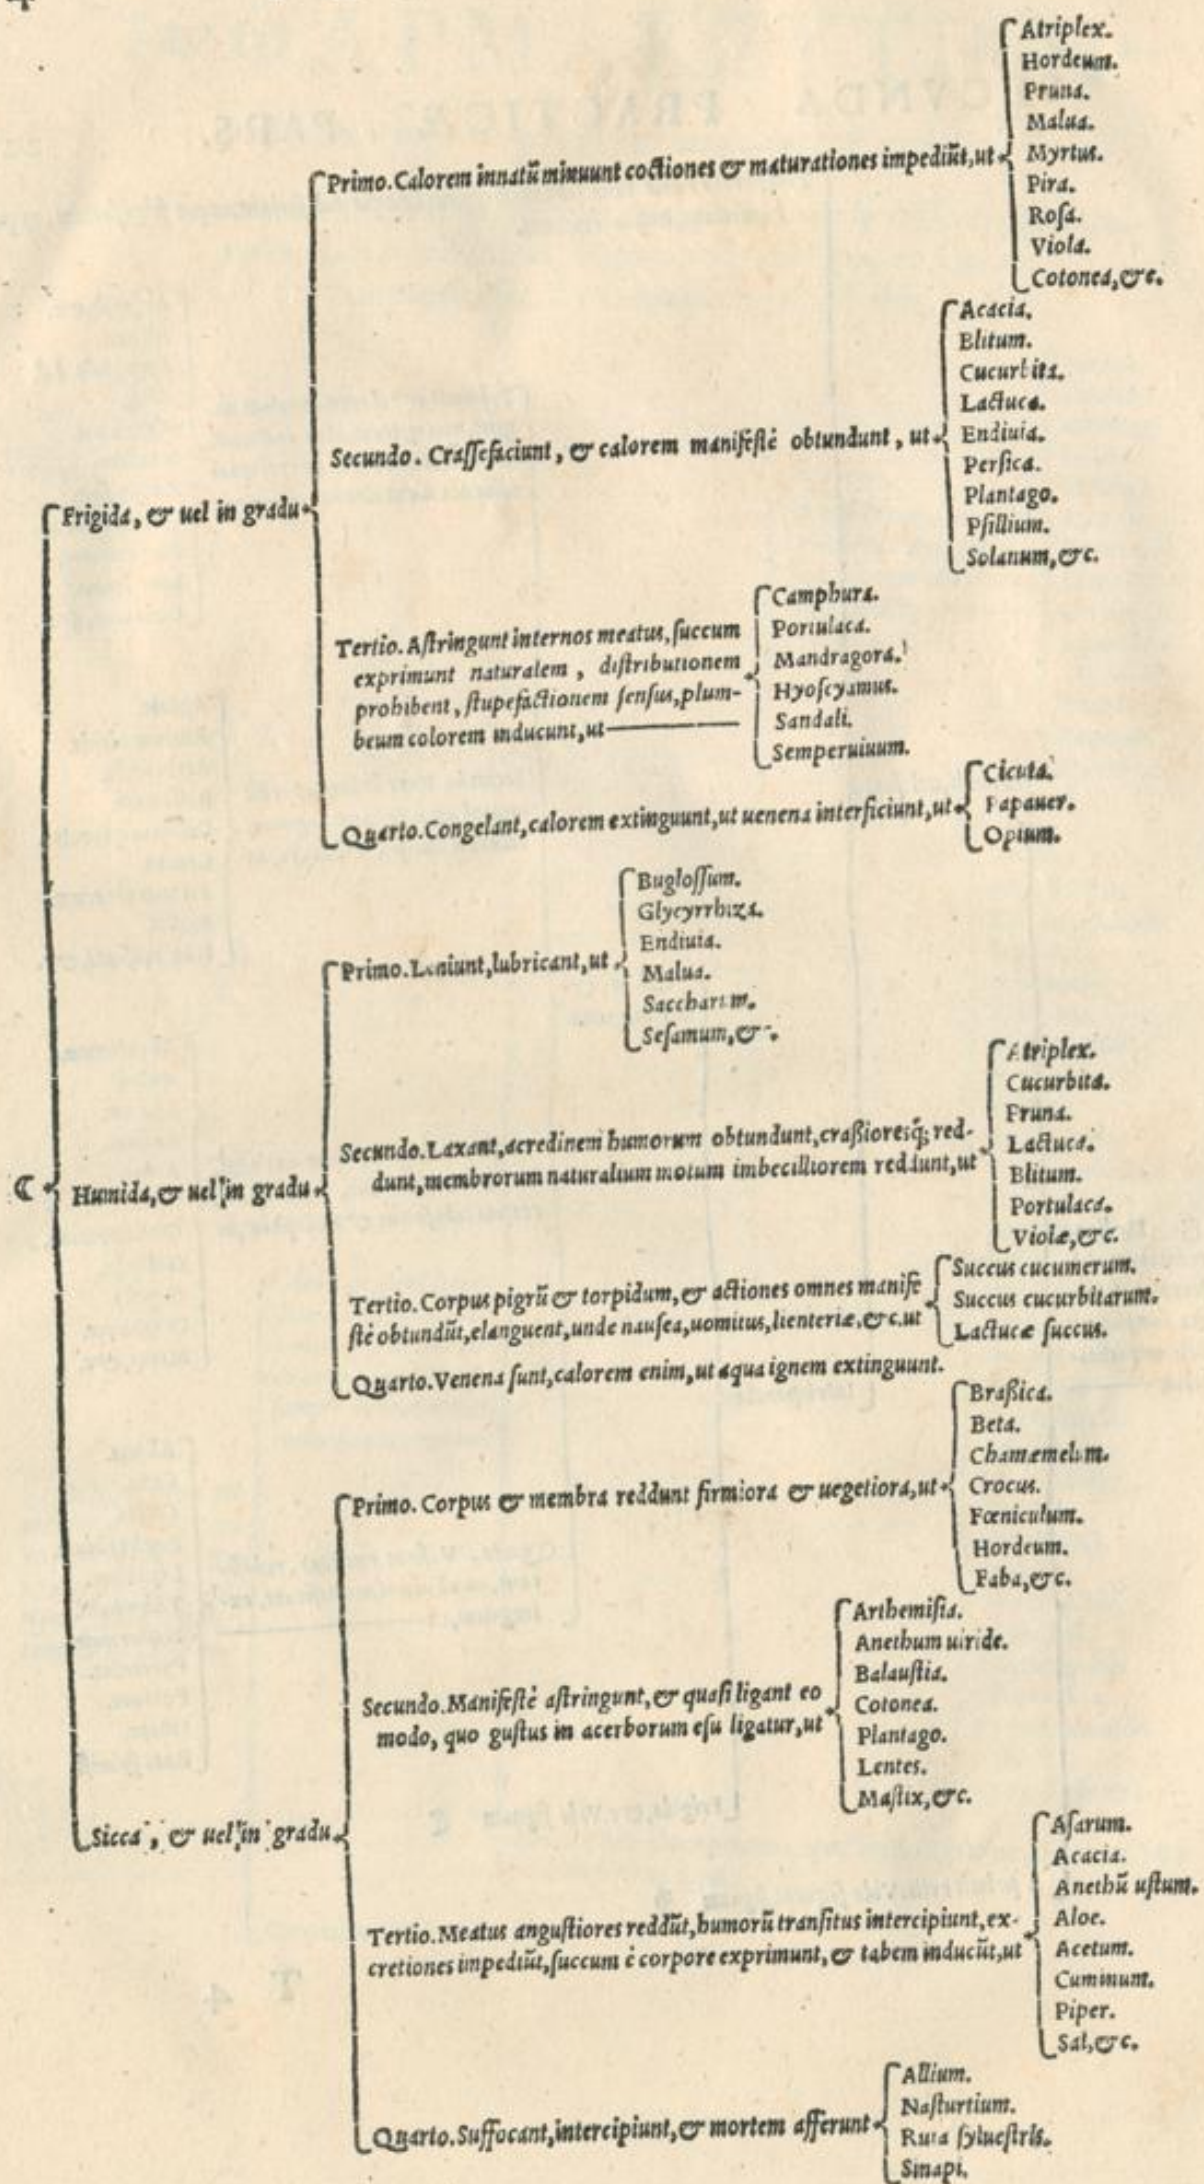 Atriplex.
Hordeum.
Pruna.
Malua.
Primo. Calorem innatũ minuunt coctiones & maturationes impediũt, ut
Myrtus.
Pira.
Roſa.
Viola.
Cotonea, &c.
Acacia.
Blitum.
Cucurbita.
Lactuca.
Secundo. Craſſefaciunt, & calorem manifeſtè obtundunt, ut
Endiuia.
Perſica.
Plantago.
Pſillium.
Solanum, &c.
Frigida, & uel in gradu
Tertio. Aſtringunt internos meatus, ſuccum
exprimunt naturalem, diſtributionem
prohibent, ſtupefactionem ſenſus, plum-
beum colorem inducunt, ut
Camphura.
Portulaca.
Mandragora.
Hyoſcyamus.
Sandali.
Semperuiuum.
Quarto. Congelant, calorem extinguunt, ut uenena interficiunt, ut
Cicuta.
Papauer.
Opium.
Primo. Leniunt, lubricant, ut
Bugloſſum.
Glycyrrhiza.
Endiuia.
Malua.
Saccharum.
Seſamum, &
Secundo. Laxant, acredinem humorum obtundunt, craßioresq́; red-
dunt, membrorum naturalium motum imbecilliorem reddunt, ut
Atriplex.
Cucurbita.
Pruna.
Lactuca.
Blitum.
Portulaca.
Violæ, &c.
☾ Humida, & uel in gradu
Tertio. Corpus pigrũ & torpidum, & actiones omnes manife
ſtè obtundũt, elanguent, unde nauſea, uomitus, lienteriæ, &c. ut
Succus cucumerum.
Succus cucurbitarum.
Lactucæ ſuccus.
Quarto. Venena ſunt, calorem enim, ut aqua ignem extinguunt.
Primo. Corpus & membra reddunt firmiora & uegetiora, ut
Braßica.
Beta.
Chamæmelum.
Crocus.
Fœniculum.
Hordeum.
Faba, &c.
Secundo. Manifeſtè aſtringunt, & quaſi ligant eo
modo, quo guſtus in acerborum eſu ligatur, ut
Arthemiſia.
Anethum uiride.
Balauſtia.
Cotonea.
Plantago.
Lentes.
Maſtix, &c.
Sicca, & uel in gradu
Tertio. Meatus anguſtiores reddũt, humorũ tranſitus intercipiunt, ex-
cretiones impediũt, ſuccum è corpore exprimunt, & tabem inducũt, ut
Aſarum.
Acacia.
Anethũ uſtum.
Aloe.
Acetum.
Cuminum.
Piper.
Sal, &c.
Quarto. Suffocant, intercipiunt, & mortem afferunt
Allium.
Naſturtium.
Ruta ſylueſtris.
Sinapi.